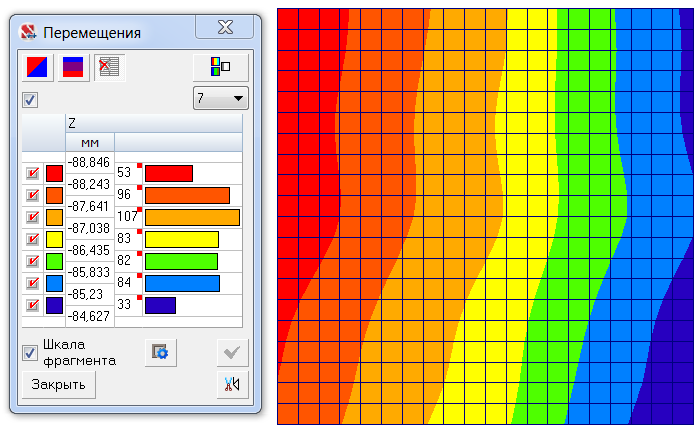 Перемещения
7
Z
мм
-88,846
53
-88,243
96
-87,641
107
-87,038
83
-86,435
82
-85,833
84
-85,23
33
-84,627
Шкала
фрагмента
Закрыть